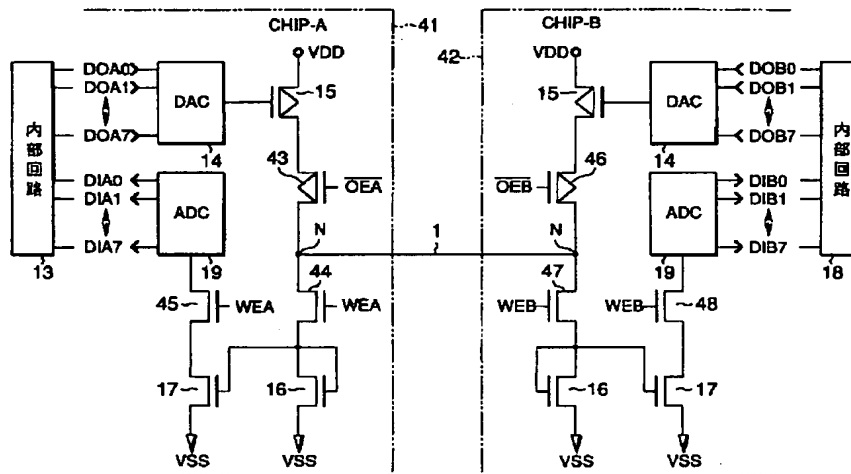 CHIP-A
41
CHIP-B
VDD
42
VDD
DOA0
DOA1
DOA7
DAC
14
15
15
DAC
14
DOB0
DOB1
DOB7
内部回路
13
内部回路
18
43
OEA
OEB
46
DIA0
DIA1
DIA7
ADC
19
N
1
N
ADC
19
DIB0
DIB1
DIB7
45
WEA
44
WEA
47
WEB
WEB
48
17
16
16
17
VSS
VSS
VSS
VSS